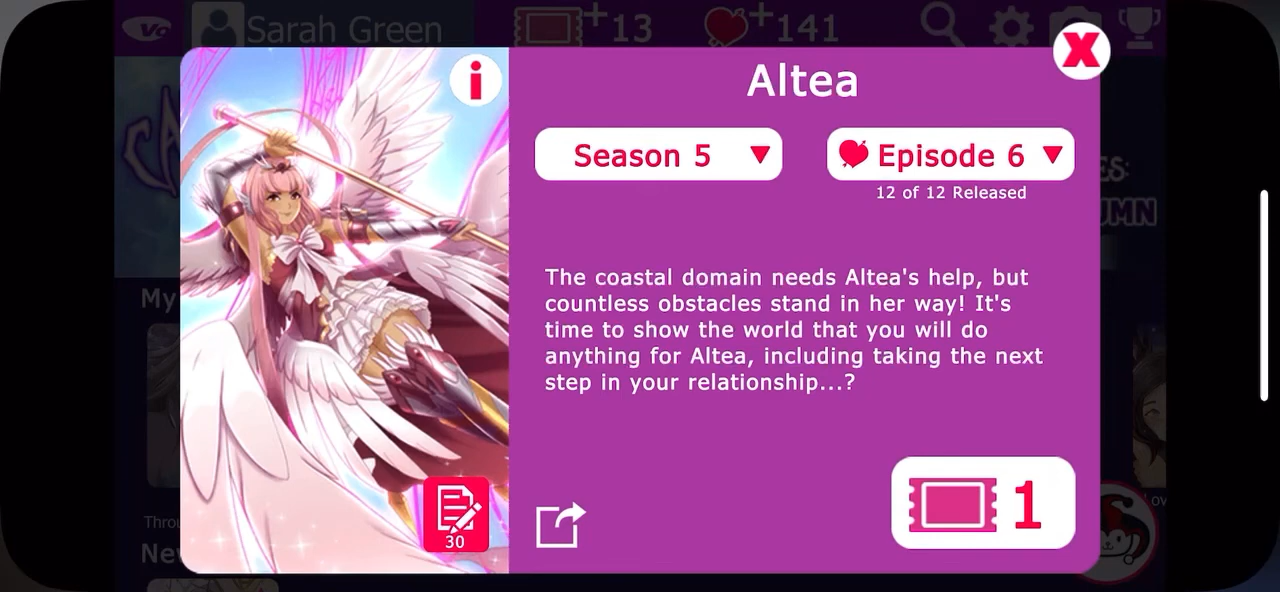 Vo
Sarah Green
+13
+141
X
i
Altea
Season 5 ▼
Episode 6 ▼
12 of 12 Released
The coastal domain needs Altea's help, but
countless obstacles stand in her way! It's
time to show the world that you will do
anything for Altea, including taking the next
step in your relationship...?
My
30
1